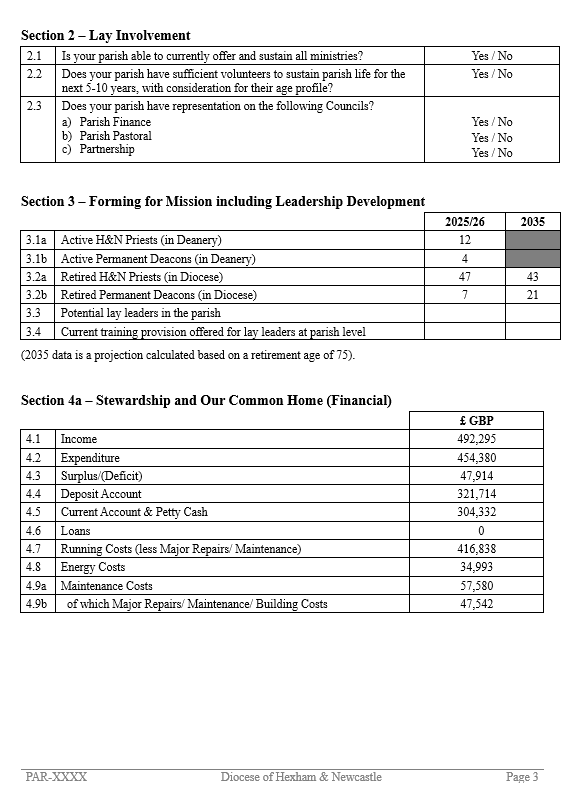 Section 2 – Lay Involvement
2.1 Is your parish able to currently offer and sustain all ministries? Yes / No
2.2 Does your parish have sufficient volunteers to sustain parish life for the Yes / No
next 5-10 years, with consideration for their age profile?
2.3 Does your parish have representation on the following Councils?
a) Parish Finance Yes / No
b) Parish Pastoral Yes / No
c) Partnership Yes / No
Section 3 – Forming for Mission including Leadership Development
2025/26 2035
3.1a Active H&N Priests (in Deanery) 12
3.1b Active Permanent Deacons (in Deanery) 4
3.2a Retired H&N Priests (in Diocese) 47 43
3.2b Retired Permanent Deacons (in Diocese) 7 21
3.3 Potential lay leaders in the parish
3.4 Current training provision offered for lay leaders at parish level
(2035 data is a projection calculated based on a retirement age of 75).
Section 4a – Stewardship and Our Common Home (Financial)
£ GBP
4.1 Income 492,295
4.2 Expenditure 454,380
4.3 Surplus/(Deficit) 47,914
4.4 Deposit Account 321,714
4.5 Current Account & Petty Cash 304,332
4.6 Loans 0
4.7 Running Costs (less Major Repairs/ Maintenance) 416,838
4.8 Energy Costs 34,993
4.9a Maintenance Costs 57,580
4.9b of which Major Repairs/ Maintenance/ Building Costs 47,542
PAR-XXXX Diocese of Hexham & Newcastle Page 3